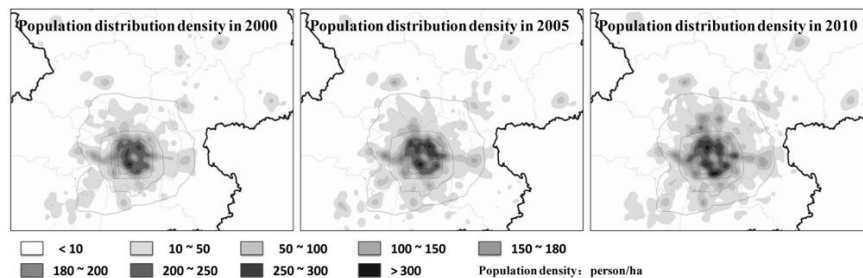 Population distribution density in 2000
Population distribution density in 2005
Population distribution density in 2010
< 10
10 ~ 50
50 ~ 100
100 ~ 150
150 ~ 180
180 ~ 200
200 ~ 250
250 ~ 300
> 300
Population density: person/ha